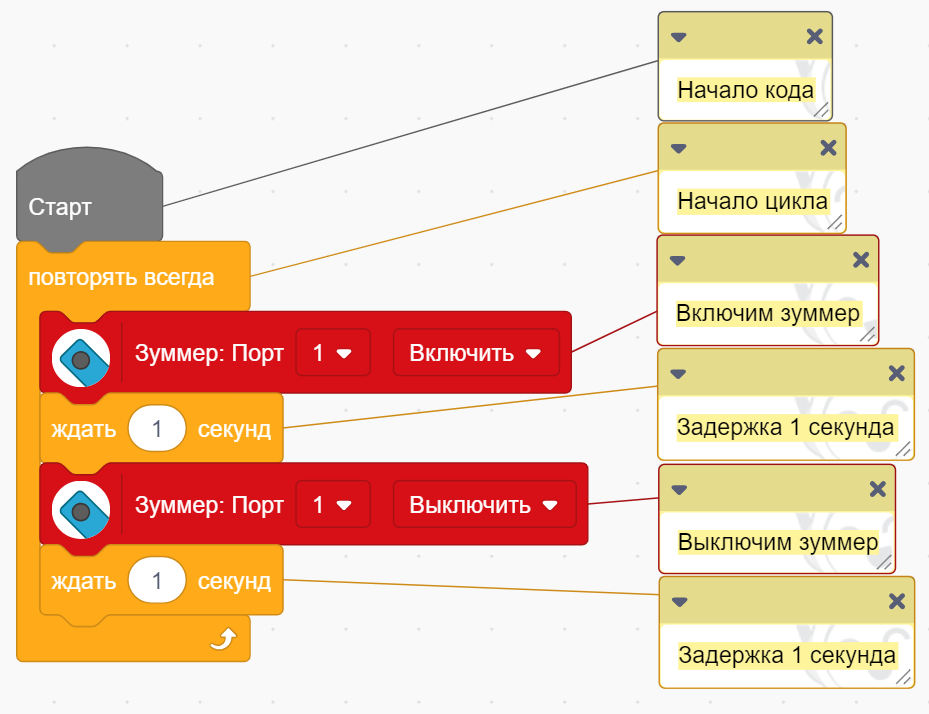 Начало кода
Начало цикла
Старт
повторять всегда
Включим зуммер
Зуммер: Порт 1 Включить
Задержка 1 секунда
ждать 1 секунд
Зуммер: Порт 1 Выключить
Выключим зуммер
ждать 1 секунд
Задержка 1 секунда